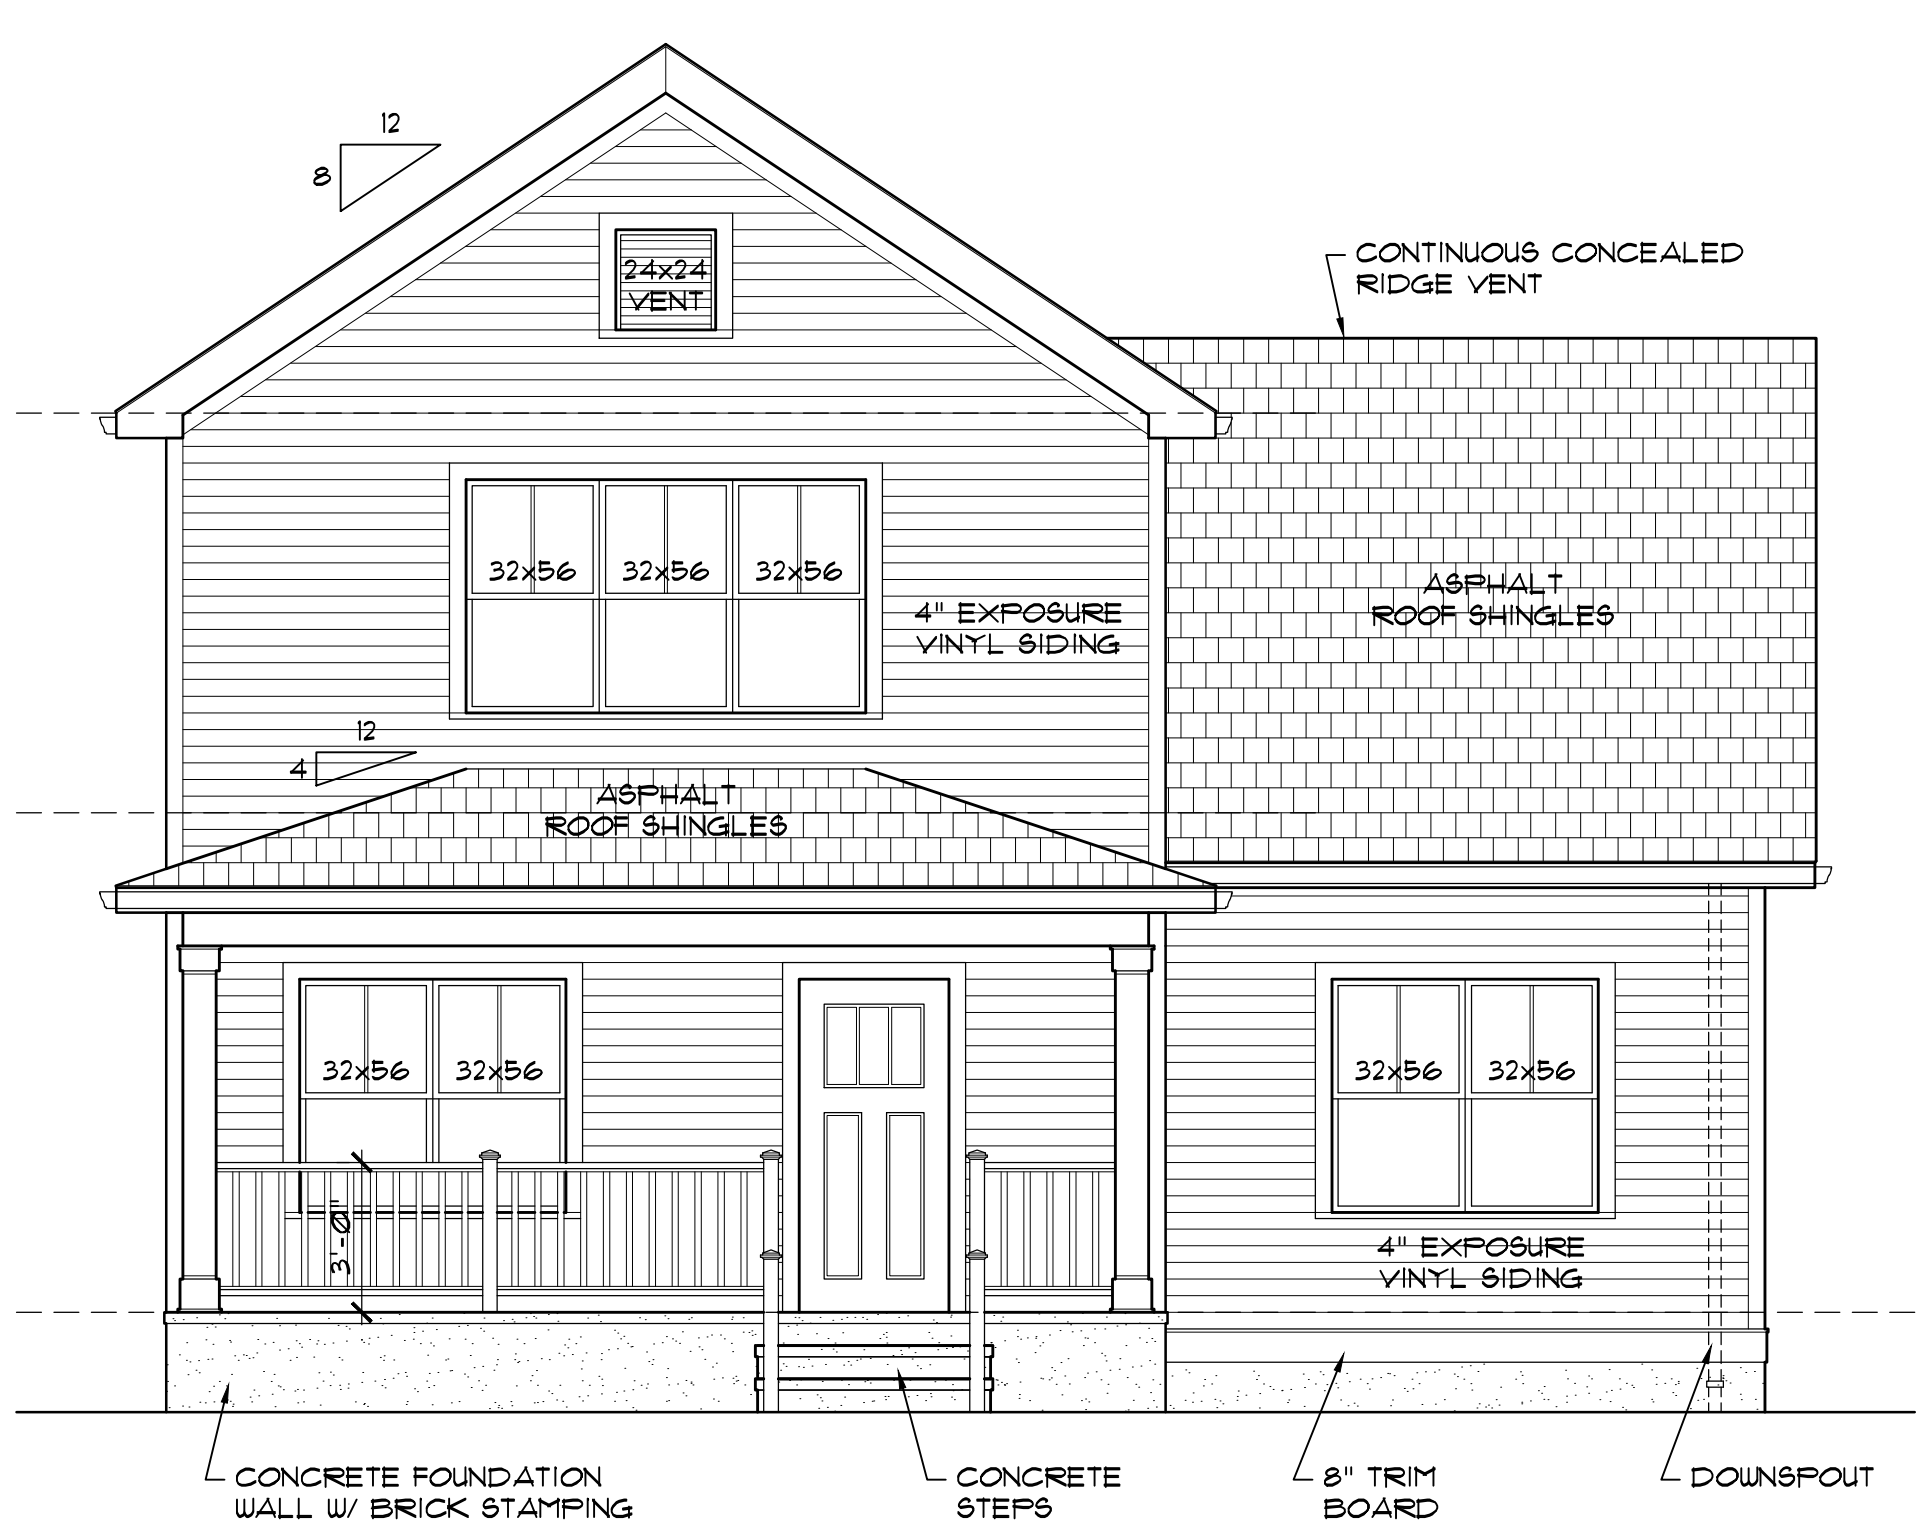 12
8
24x24
VENT
CONTINUOUS CONCEALED
RIDGE VENT
32x56 32x56 32x56
4" EXPOSURE
VINYL SIDING
ASPHALT
ROOF SHINGLES
12
4
ASPHALT
ROOF SHINGLES
32x56 32x56
32x56 32x56
3'-0"
4" EXPOSURE
VINYL SIDING
CONCRETE FOUNDATION
WALL W/ BRICK STAMPING
CONCRETE
STEPS
8" TRIM
BOARD
DOWNSPOUT